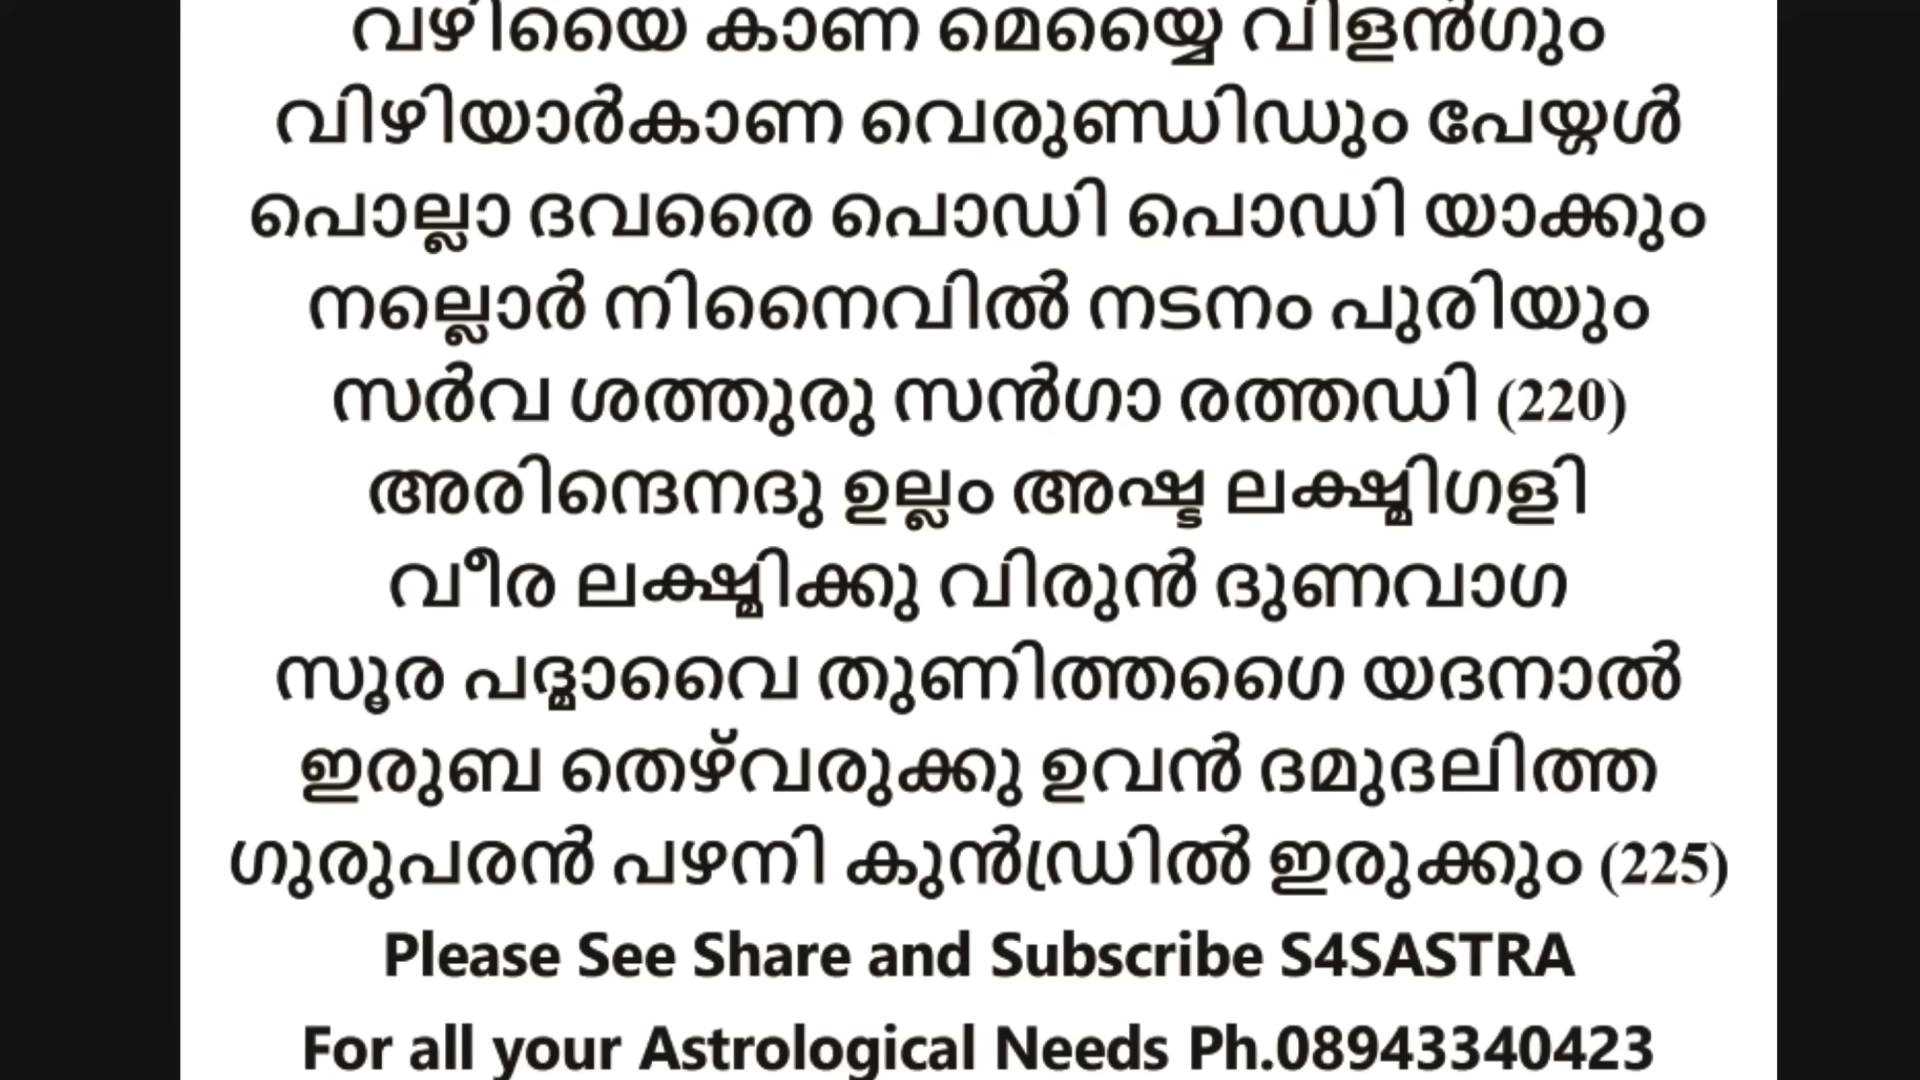 വഴിയൈ കാണ മെയ്യൈ വിളൻഗും
വിഴിയാർകാണ വെരുണ്ഡിഡും പേയ്ഗൾ
പൊല്ലാ ദവരൈ പൊഡി പൊഡി യാക്കും
നല്ലൊർ നിനൈവിൽ നടനം പുരിയും
സർവ ശത്തുരു സൻഗാ രത്തഡി (220)
അരിന്ദെനദു ഉല്ലം അഷ്ട ലക്ഷ്മിഗളി
വീര ലക്ഷ്മിക്കു വിരുൻ ദുണവാഗ
സൂര പദ്മാവൈ തുണിത്തഗൈ യദനാൽ
ഇരുബ തെഴ്‌വരുക്കു ഉവൻ ദമുദലിത്ത
ഗുരുപരൻ പഴനി കുൻഡ്രിൽ ഇരുക്കും (225)
Please See Share and Subscribe S4SASTRA
For all your Astrological Needs Ph.08943340423